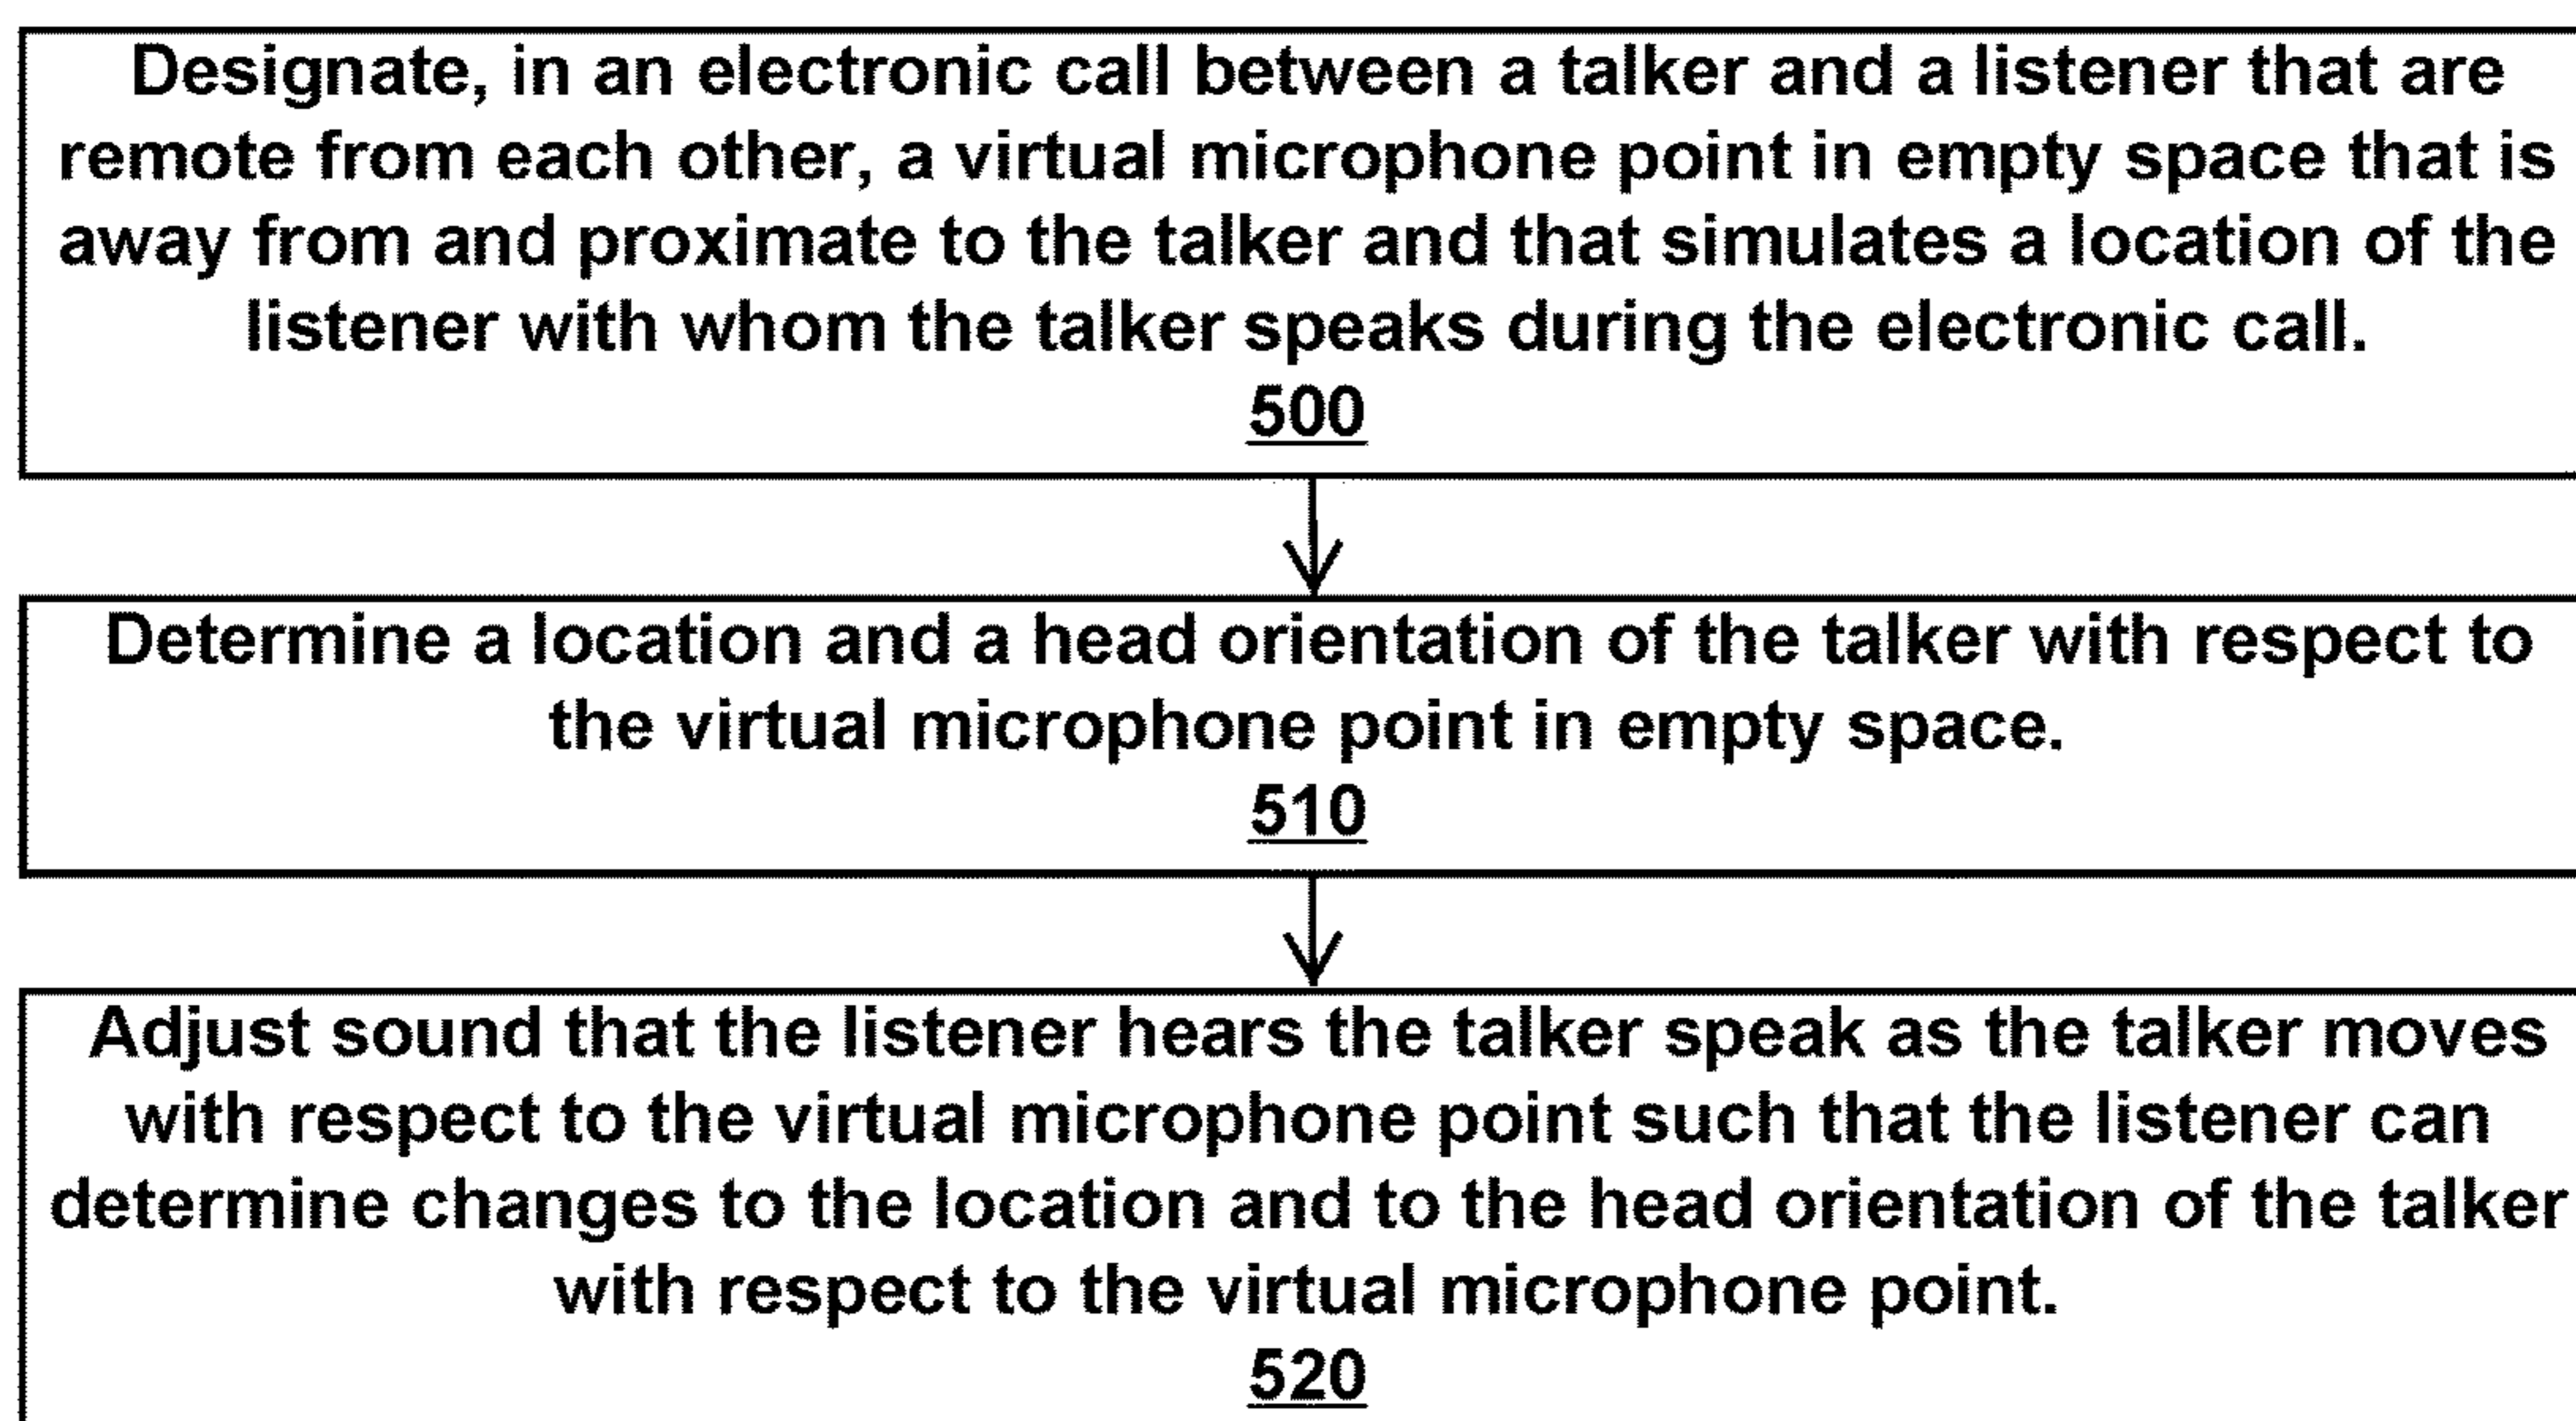 Designate, in an electronic call between a talker and a listener that are
remote from each other, a virtual microphone point in empty space that is
away from and proximate to the talker and that simulates a location of the
listener with whom the talker speaks during the electronic call.
500
Determine a location and a head orientation of the talker with respect to
the virtual microphone point in empty space.
510
Adjust sound that the listener hears the talker speak as the talker moves
with respect to the virtual microphone point such that the listener can
determine changes to the location and to the head orientation of the talker
with respect to the virtual microphone point.
520